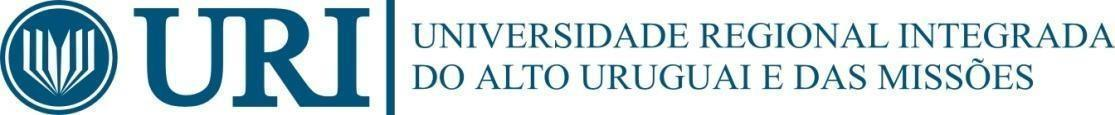 URI
UNIVERSIDADE REGIONAL INTEGRADA
DO ALTO URUGUAI E DAS MISSÕES